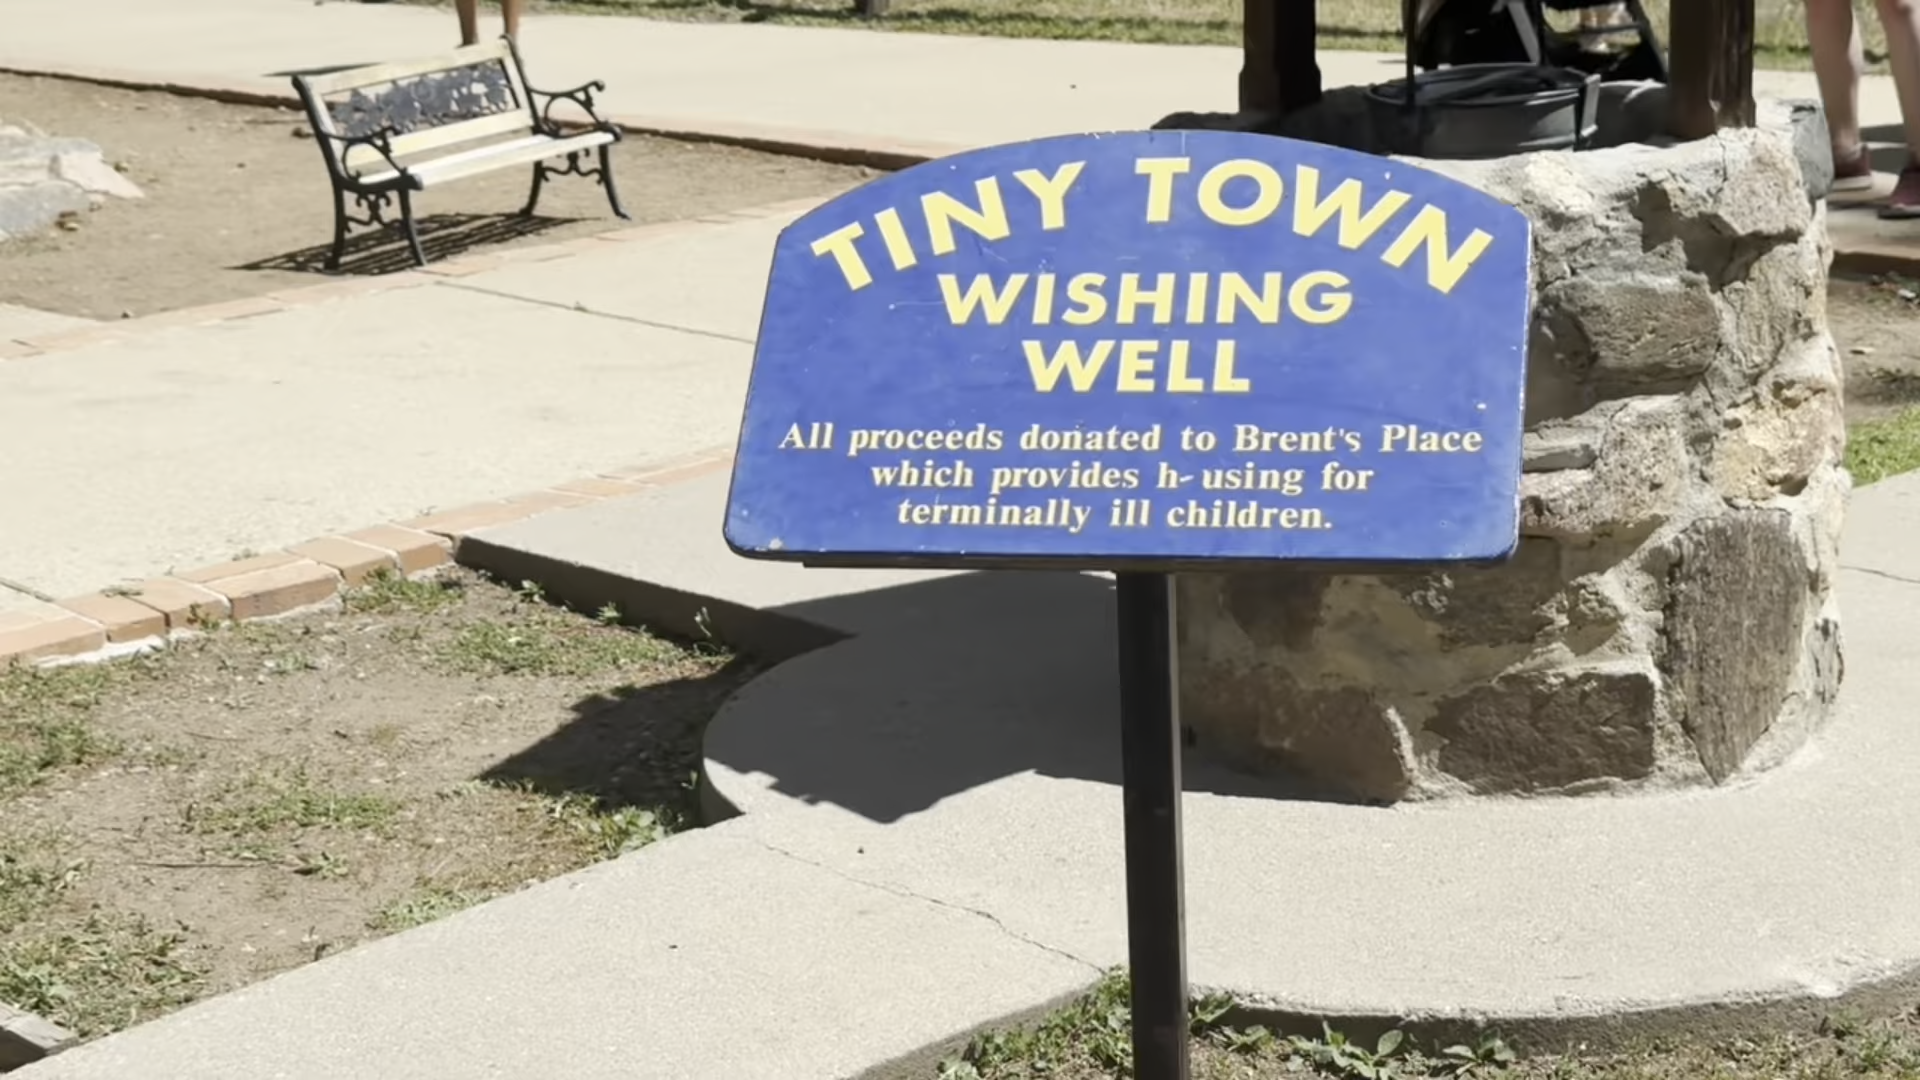 TINY TOWN
WISHING
WELL
All proceeds donated to Brent's Place
which provides h-using for
terminally ill children.